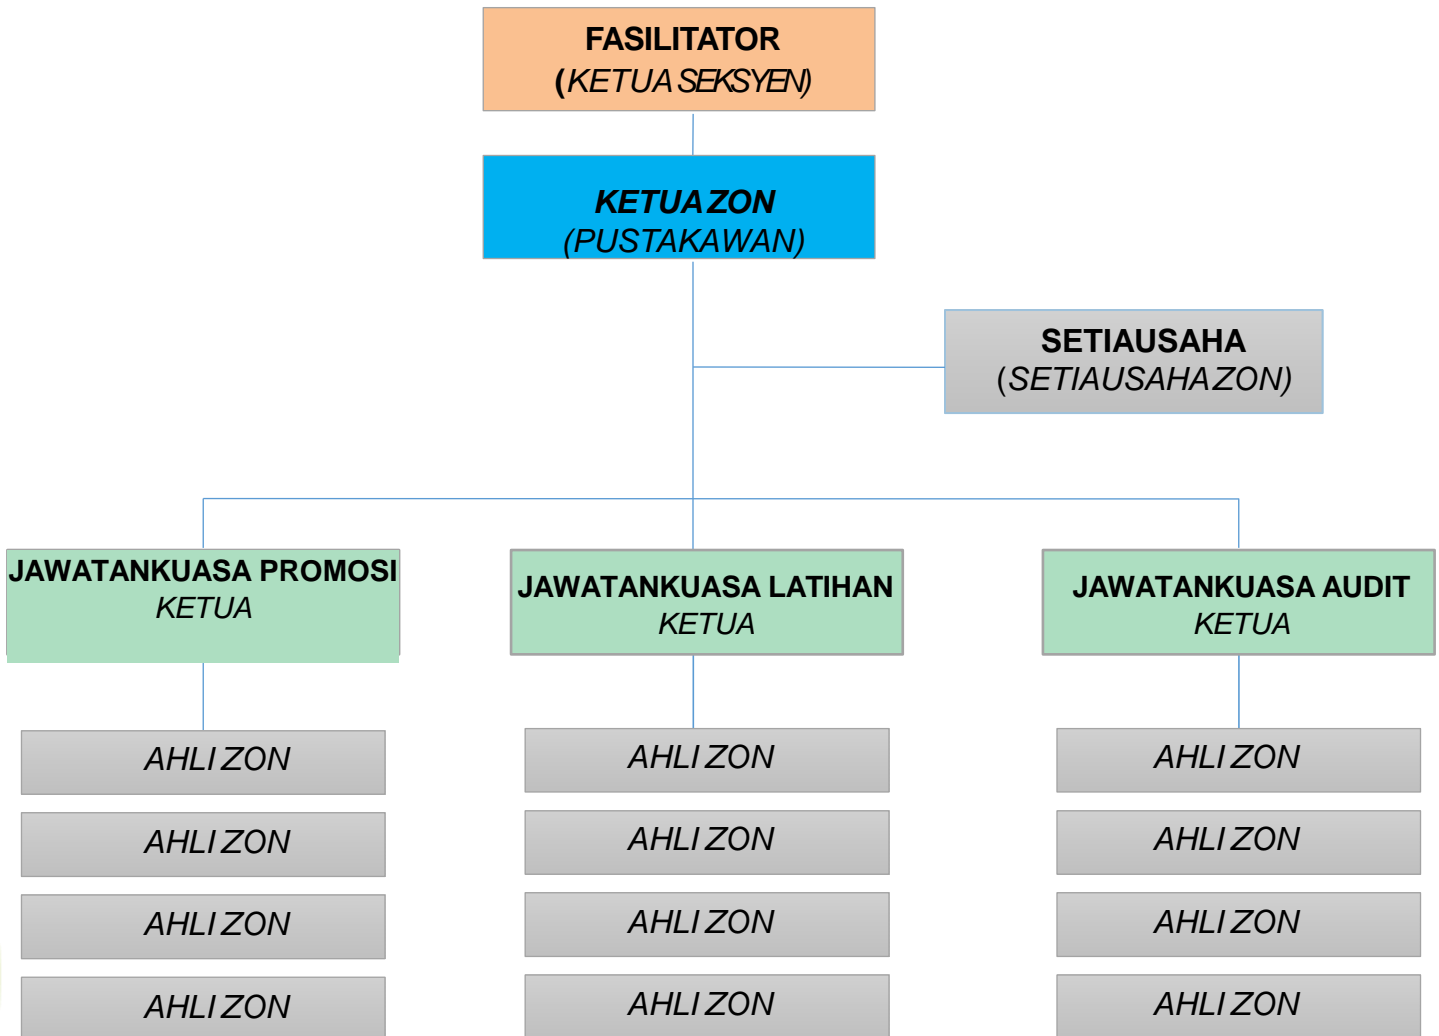 FASILITATOR
(KETUA SEKSYEN)
KETUA ZON
(PUSTAKAWAN)
SETIAUSAHA
(SETIAUSAHA ZON)
JAWATANKUASA PROMOSI
KETUA
JAWATANKUASA LATIHAN
KETUA
JAWATANKUASA AUDIT
KETUA
AHLI ZON
AHLI ZON
AHLI ZON
AHLI ZON
AHLI ZON
AHLI ZON
AHLI ZON
AHLI ZON
AHLI ZON
AHLI ZON
AHLI ZON
AHLI ZON